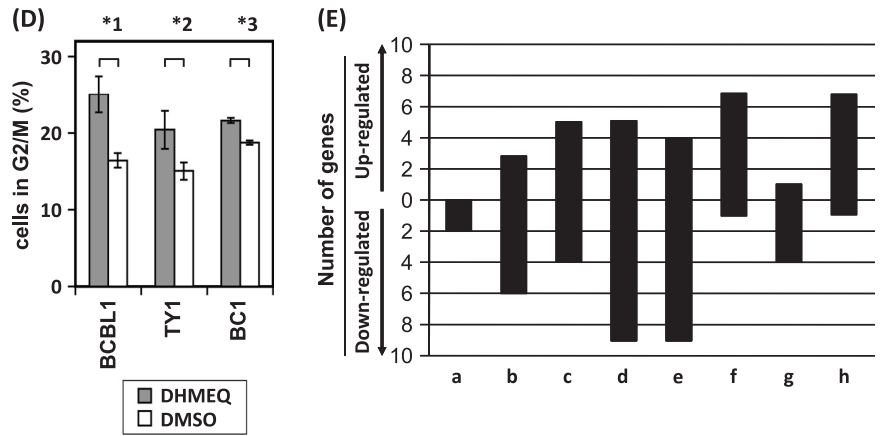 (D)
*1 *2 *3
cells in G2/M (%)
30
20
10
0
BCBL1
TY1
BC1
DHMEQ
DMSO
(E)
Number of genes
Up-regulated
Down-regulated
10
8
6
4
2
0
2
4
6
8
10
a b c d e f g h